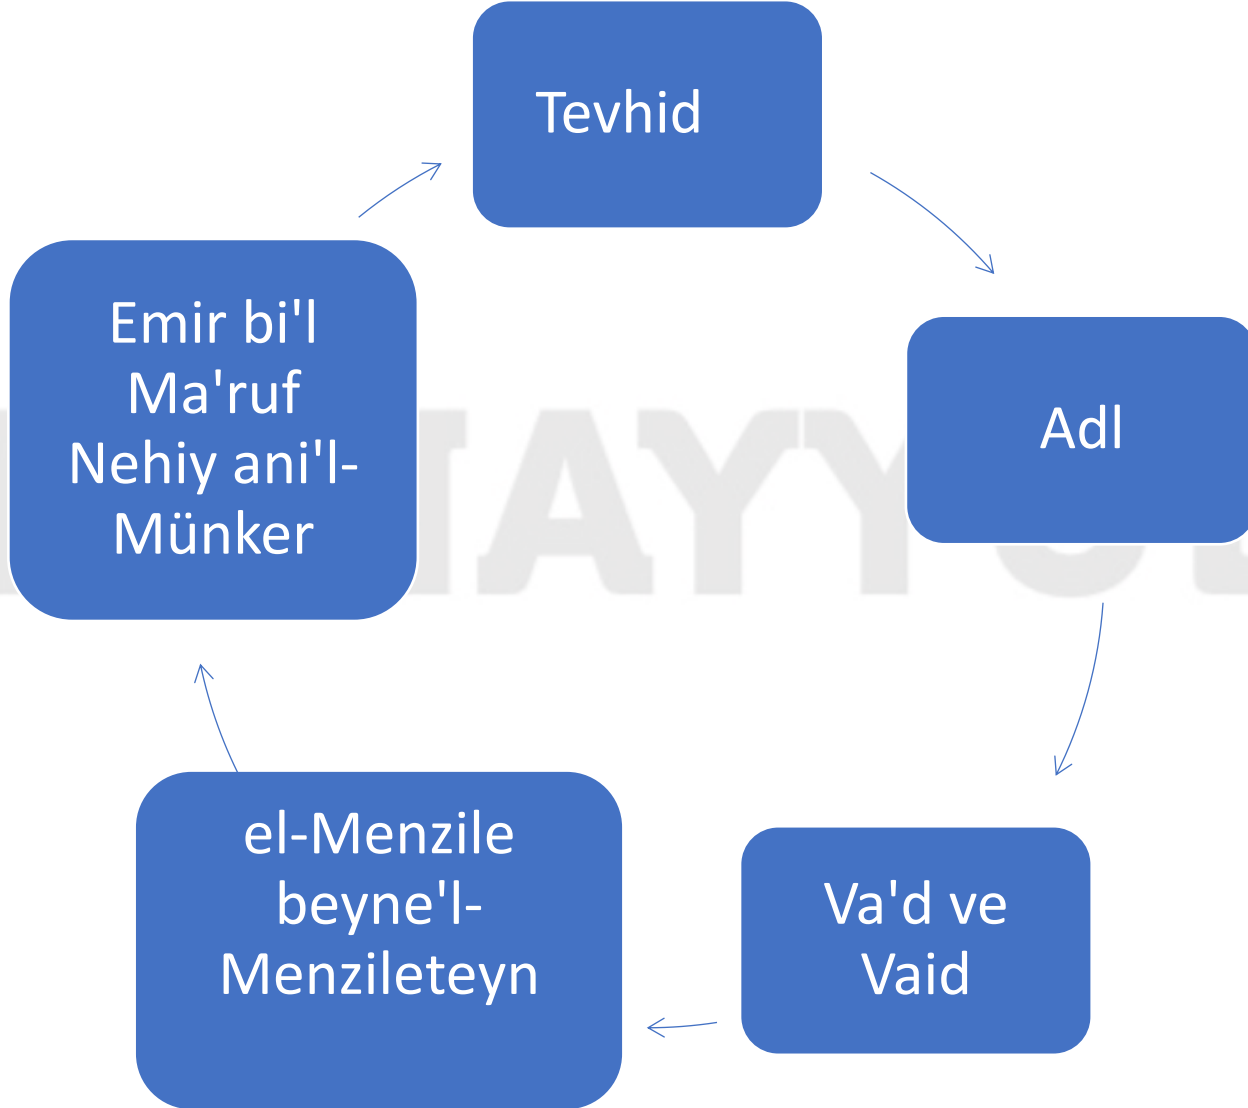 Tevhid
Adl
Va'd ve
Vaid
el-Menzile
beyne'l-
Menzileteyn
Emir bi'l
Ma'ruf
Nehiy ani'l-
Münker